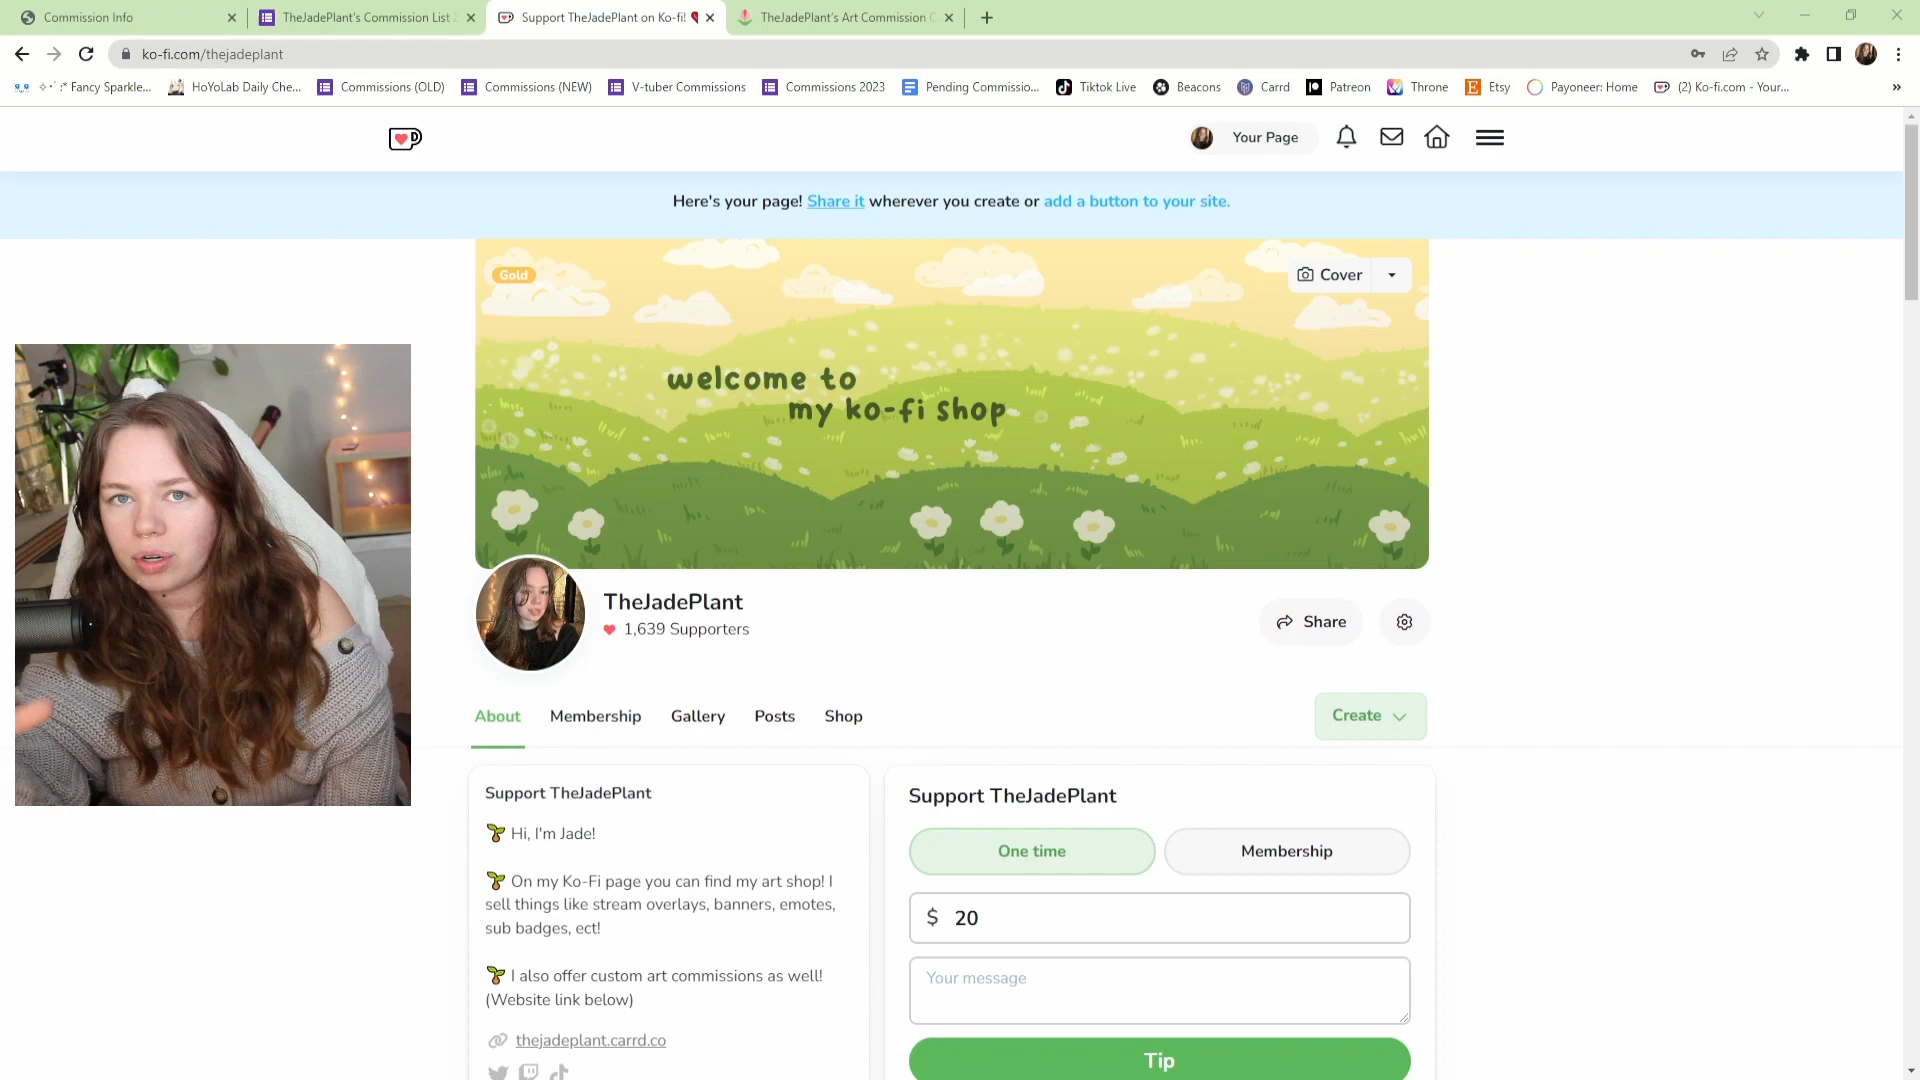 Commission Info
TheJadePlant's Commission List 2
Support TheJadePlant on Ko-fi!
TheJadePlant's Art Commission C
ko-fi.com/thejadeplant
Fancy Sparkle...
HoYoLab Daily Che...
Commissions (OLD)
Commissions (NEW)
V-tuber Commissions
Commissions 2023
Pending Commissio...
Tiktok Live
Beacons
Carrd
Patreon
Throne
Etsy
Payoneer: Home
(2) Ko-fi.com - Your...
Your Page
Here's your page! Share it wherever you create or add a button to your site.
Gold
Cover
welcome to
my ko-fi shop
TheJadePlant
1,639 Supporters
Share
About
Membership
Gallery
Posts
Shop
Create
Support TheJadePlant
Hi, I'm Jade!
On my Ko-Fi page you can find my art shop! I
sell things like stream overlays, banners, emotes,
sub badges, ect!
I also offer custom art commissions as well!
(Website link below)
thejadeplant.carrd.co
Support TheJadePlant
One time
Membership
$ 20
Your message
Tip